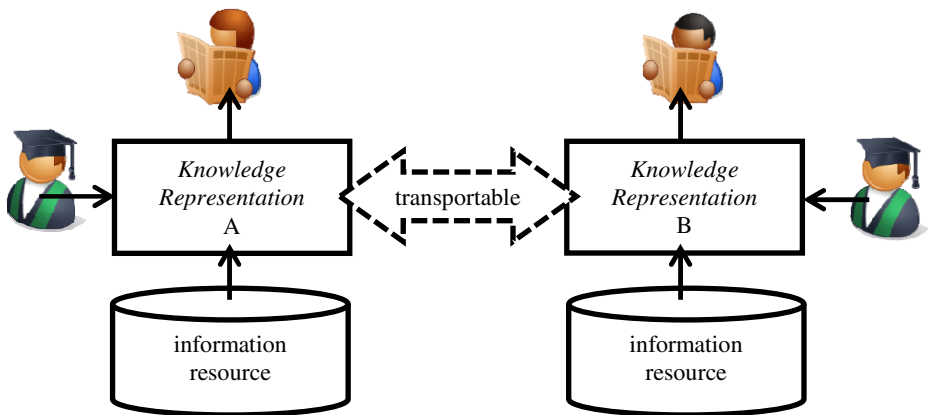 Knowledge
Representation
A
transportable
Knowledge
Representation
B
information
resource
information
resource